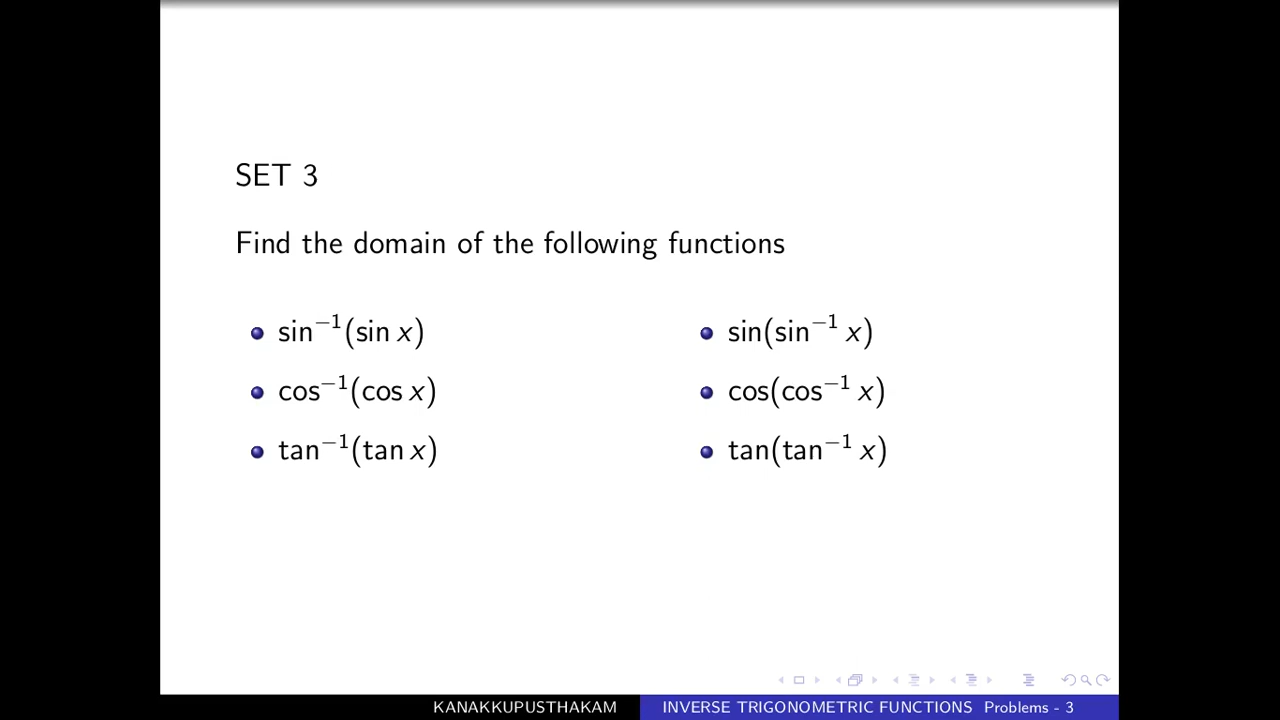 SET 3
Find the domain of the following functions
sin⁻¹(sin x)
cos⁻¹(cos x)
tan⁻¹(tan x)
sin(sin⁻¹ x)
cos(cos⁻¹ x)
tan(tan⁻¹ x)
KANAKKUPUSTHAKAM
INVERSE TRIGONOMETRIC FUNCTIONS Problems - 3